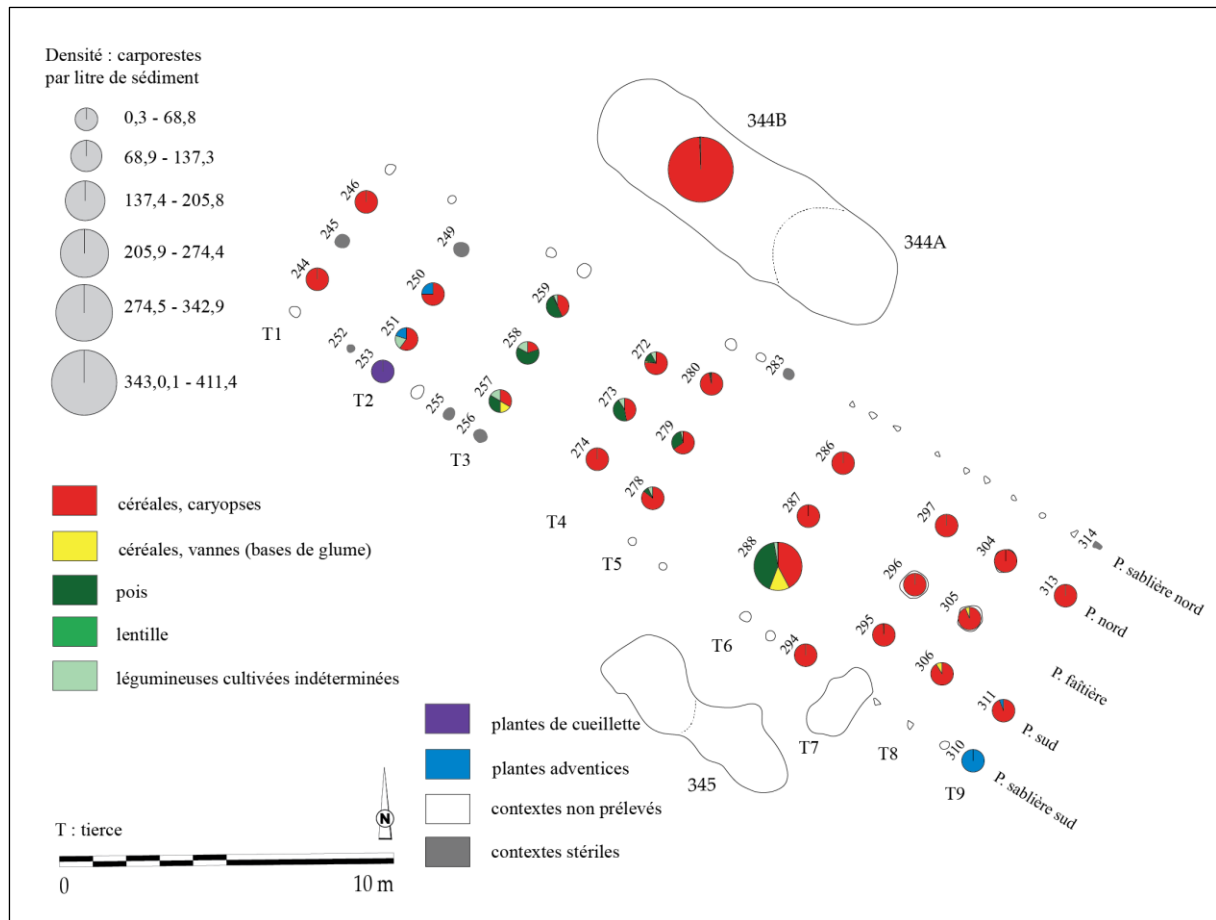 Densité : carporestes
par litre de sédiment
0,3 - 68,8
68,9 - 137,3
137,4 - 205,8
205,9 - 274,4
274,5 - 342,9
343,0,1 - 411,4
344B
344A
246
245
244
T1
249
250
251
252
253
T2
259
258
257
255
256
T3
272
273
274
T4
280
279
278
T5
283
286
287
288
T6
294
297
296
295
T7
304
305
306
T8
314
313
311
310
T9
P. sablière nord
P. nord
P. faîtière
P. sud
P. sablière sud
345
céréales, caryopses
céréales, vannes (bases de glume)
pois
lentille
légumineuses cultivées indéterminées
plantes de cueillette
plantes adventices
contextes non prélevés
contextes stériles
T : tierce
N
0
10 m